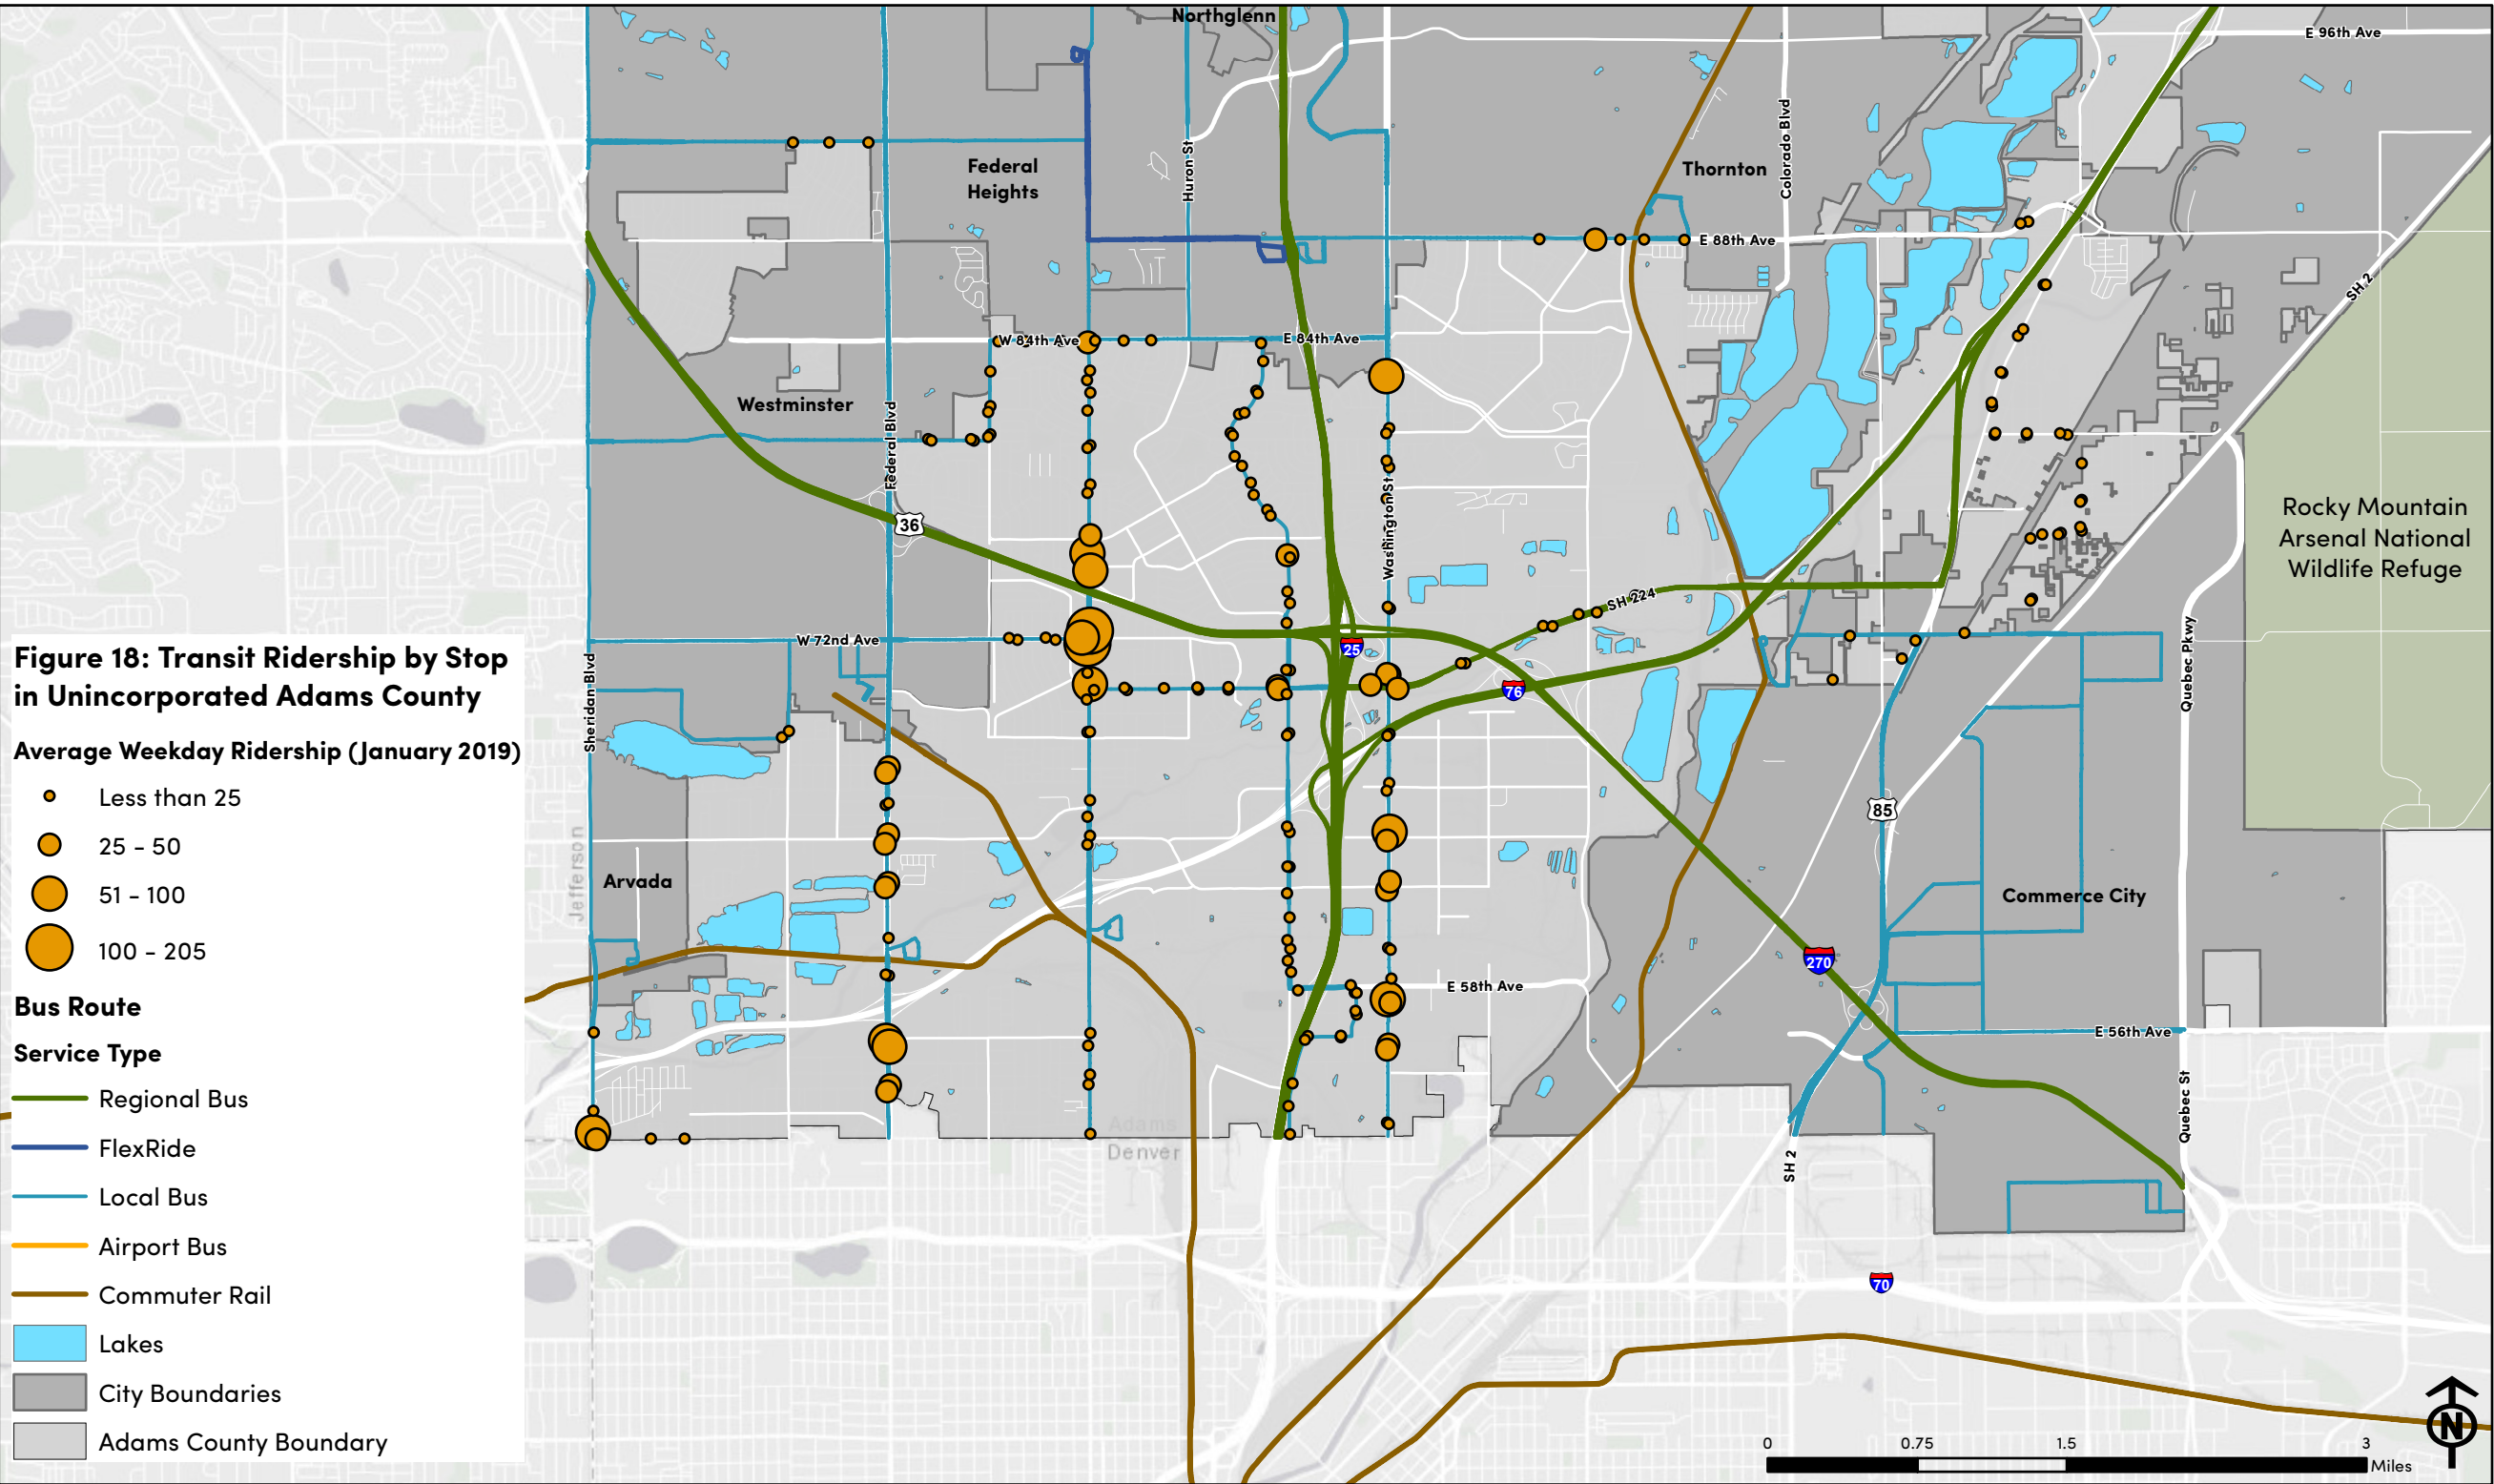 Northglenn
E 96th Ave
Federal
Heights
Huron St
Thornton
Colorado Blvd
E 88th Ave
SH 2
W 84th Ave
E 84th Ave
Westminster
Federal Blvd
36
Washington St
Rocky Mountain
Arsenal National
Wildlife Refuge
SH 224
W 72nd Ave
25
76
Sheridan Blvd
Quebec Pkwy
Figure 18: Transit Ridership by Stop
in Unincorporated Adams County
Average Weekday Ridership (January 2019)
Less than 25
25 - 50
51 - 100
100 - 205
Bus Route
Service Type
Regional Bus
FlexRide
Local Bus
Airport Bus
Commuter Rail
Lakes
City Boundaries
Adams County Boundary
85
Jefferson
Arvada
Commerce City
270
E 58th Ave
E 56th Ave
Quebec St
Adams
Denver
SH 2
70
N
0 0.75 1.5 3
Miles